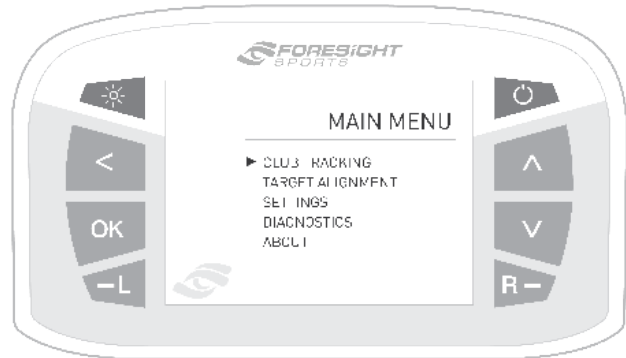 FORESIGHT
SPORTS
MAIN MENU
CLUB TRACKING
TARGET ALIGNMENT
SETTINGS
DIAGNOSTICS
ABOUT
<
OK
–L
>
>
R–